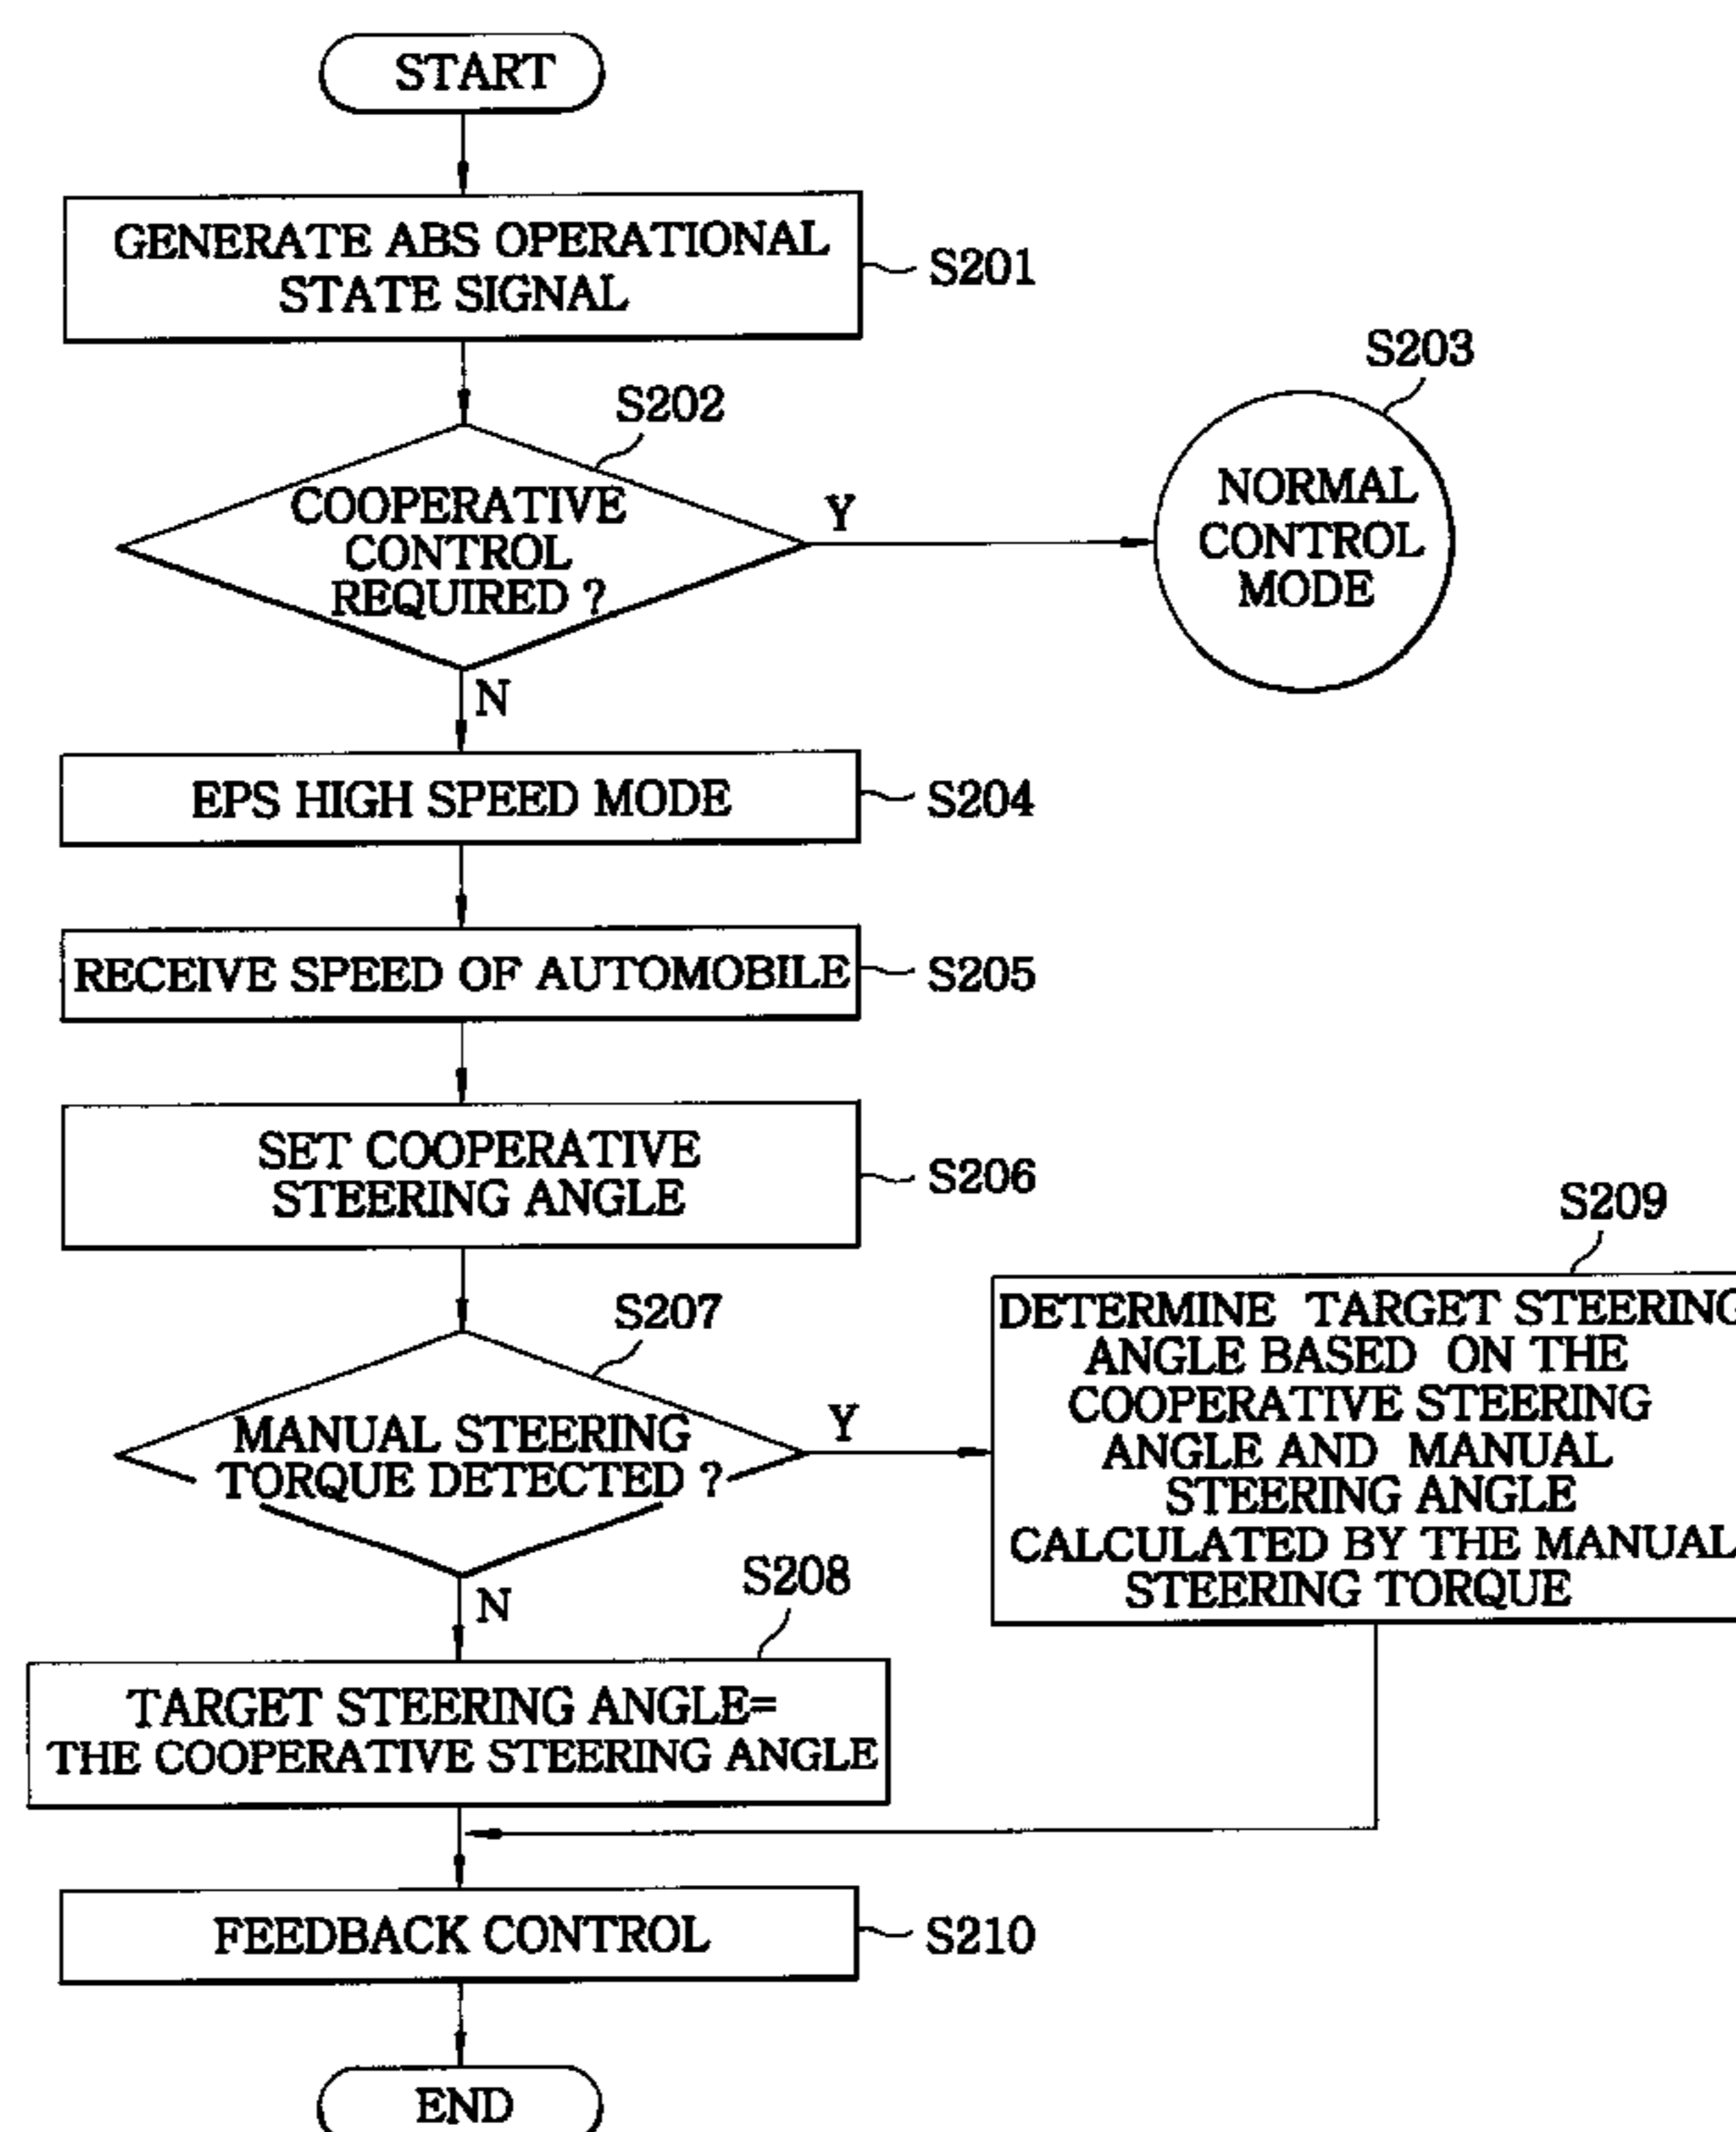 START
GENERATE ABS OPERATIONAL
STATE SIGNAL
S201
S202
COOPERATIVE
CONTROL
REQUIRED ?
Y
S203
NORMAL
CONTROL
MODE
N
EPS HIGH SPEED MODE
S204
RECEIVE SPEED OF AUTOMOBILE
S205
SET COOPERATIVE
STEERING ANGLE
S206
S207
MANUAL STEERING
TORQUE DETECTED ?
Y
S209
DETERMINE TARGET STEERING
ANGLE BASED ON THE
COOPERATIVE STEERING
ANGLE AND MANUAL
STEERING ANGLE
CALCULATED BY THE MANUAL
STEERING TORQUE
N
S208
TARGET STEERING ANGLE=
THE COOPERATIVE STEERING ANGLE
FEEDBACK CONTROL
S210
END